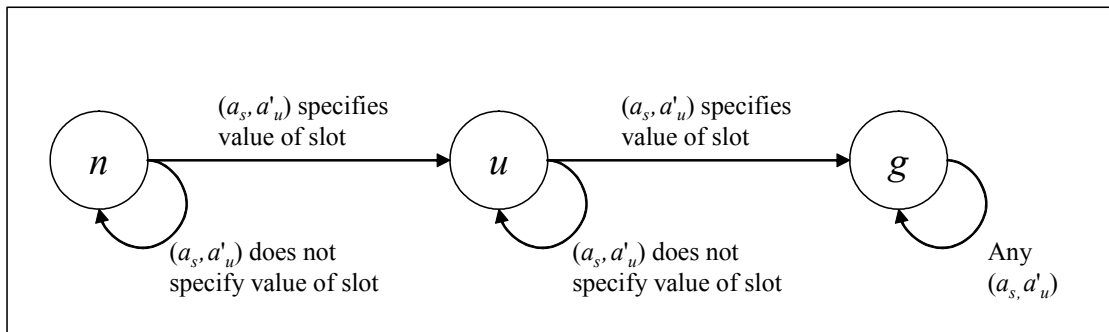 (a_s, a'_u) specifies
value of slot
(a_s, a'_u) specifies
value of slot
n
u
g
(a_s, a'_u) does not
specify value of slot
(a_s, a'_u) does not
specify value of slot
Any
(a_s, a'_u)